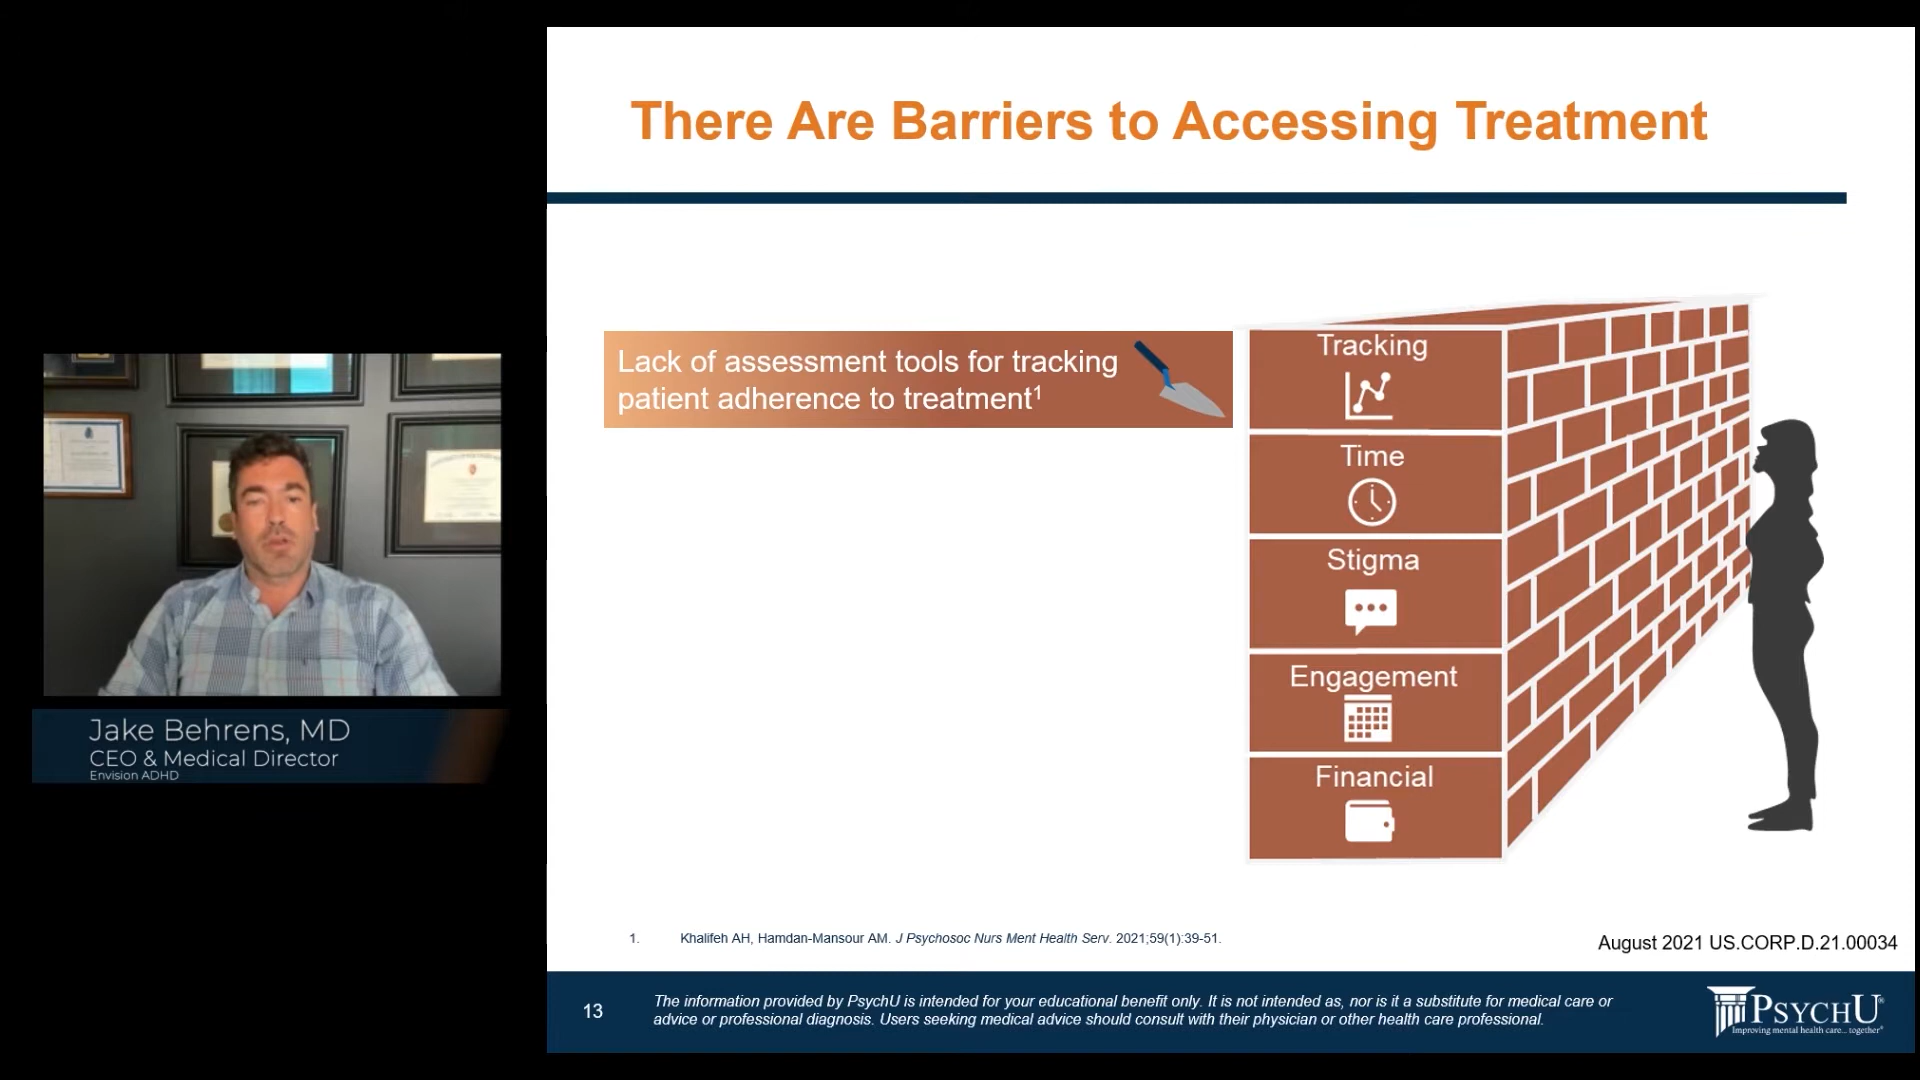 There Are Barriers to Accessing Treatment
Lack of assessment tools for tracking
patient adherence to treatment¹
Tracking
Time
Stigma
Engagement
Financial
Jake Behrens, MD
CEO & Medical Director
Envision ADHD
1. Khalifeh AH, Hamdan-Mansour AM. J Psychosoc Nurs Ment Health Serv. 2021;59(1):39-51.
August 2021 US.CORP.D.21.00034
13
The information provided by PsychU is intended for your educational benefit only. It is not intended as, nor is it a substitute for medical care or
advice or professional diagnosis. Users seeking medical advice should consult with their physician or other health care professional.
PSYCHU®
Improving mental health care... together®